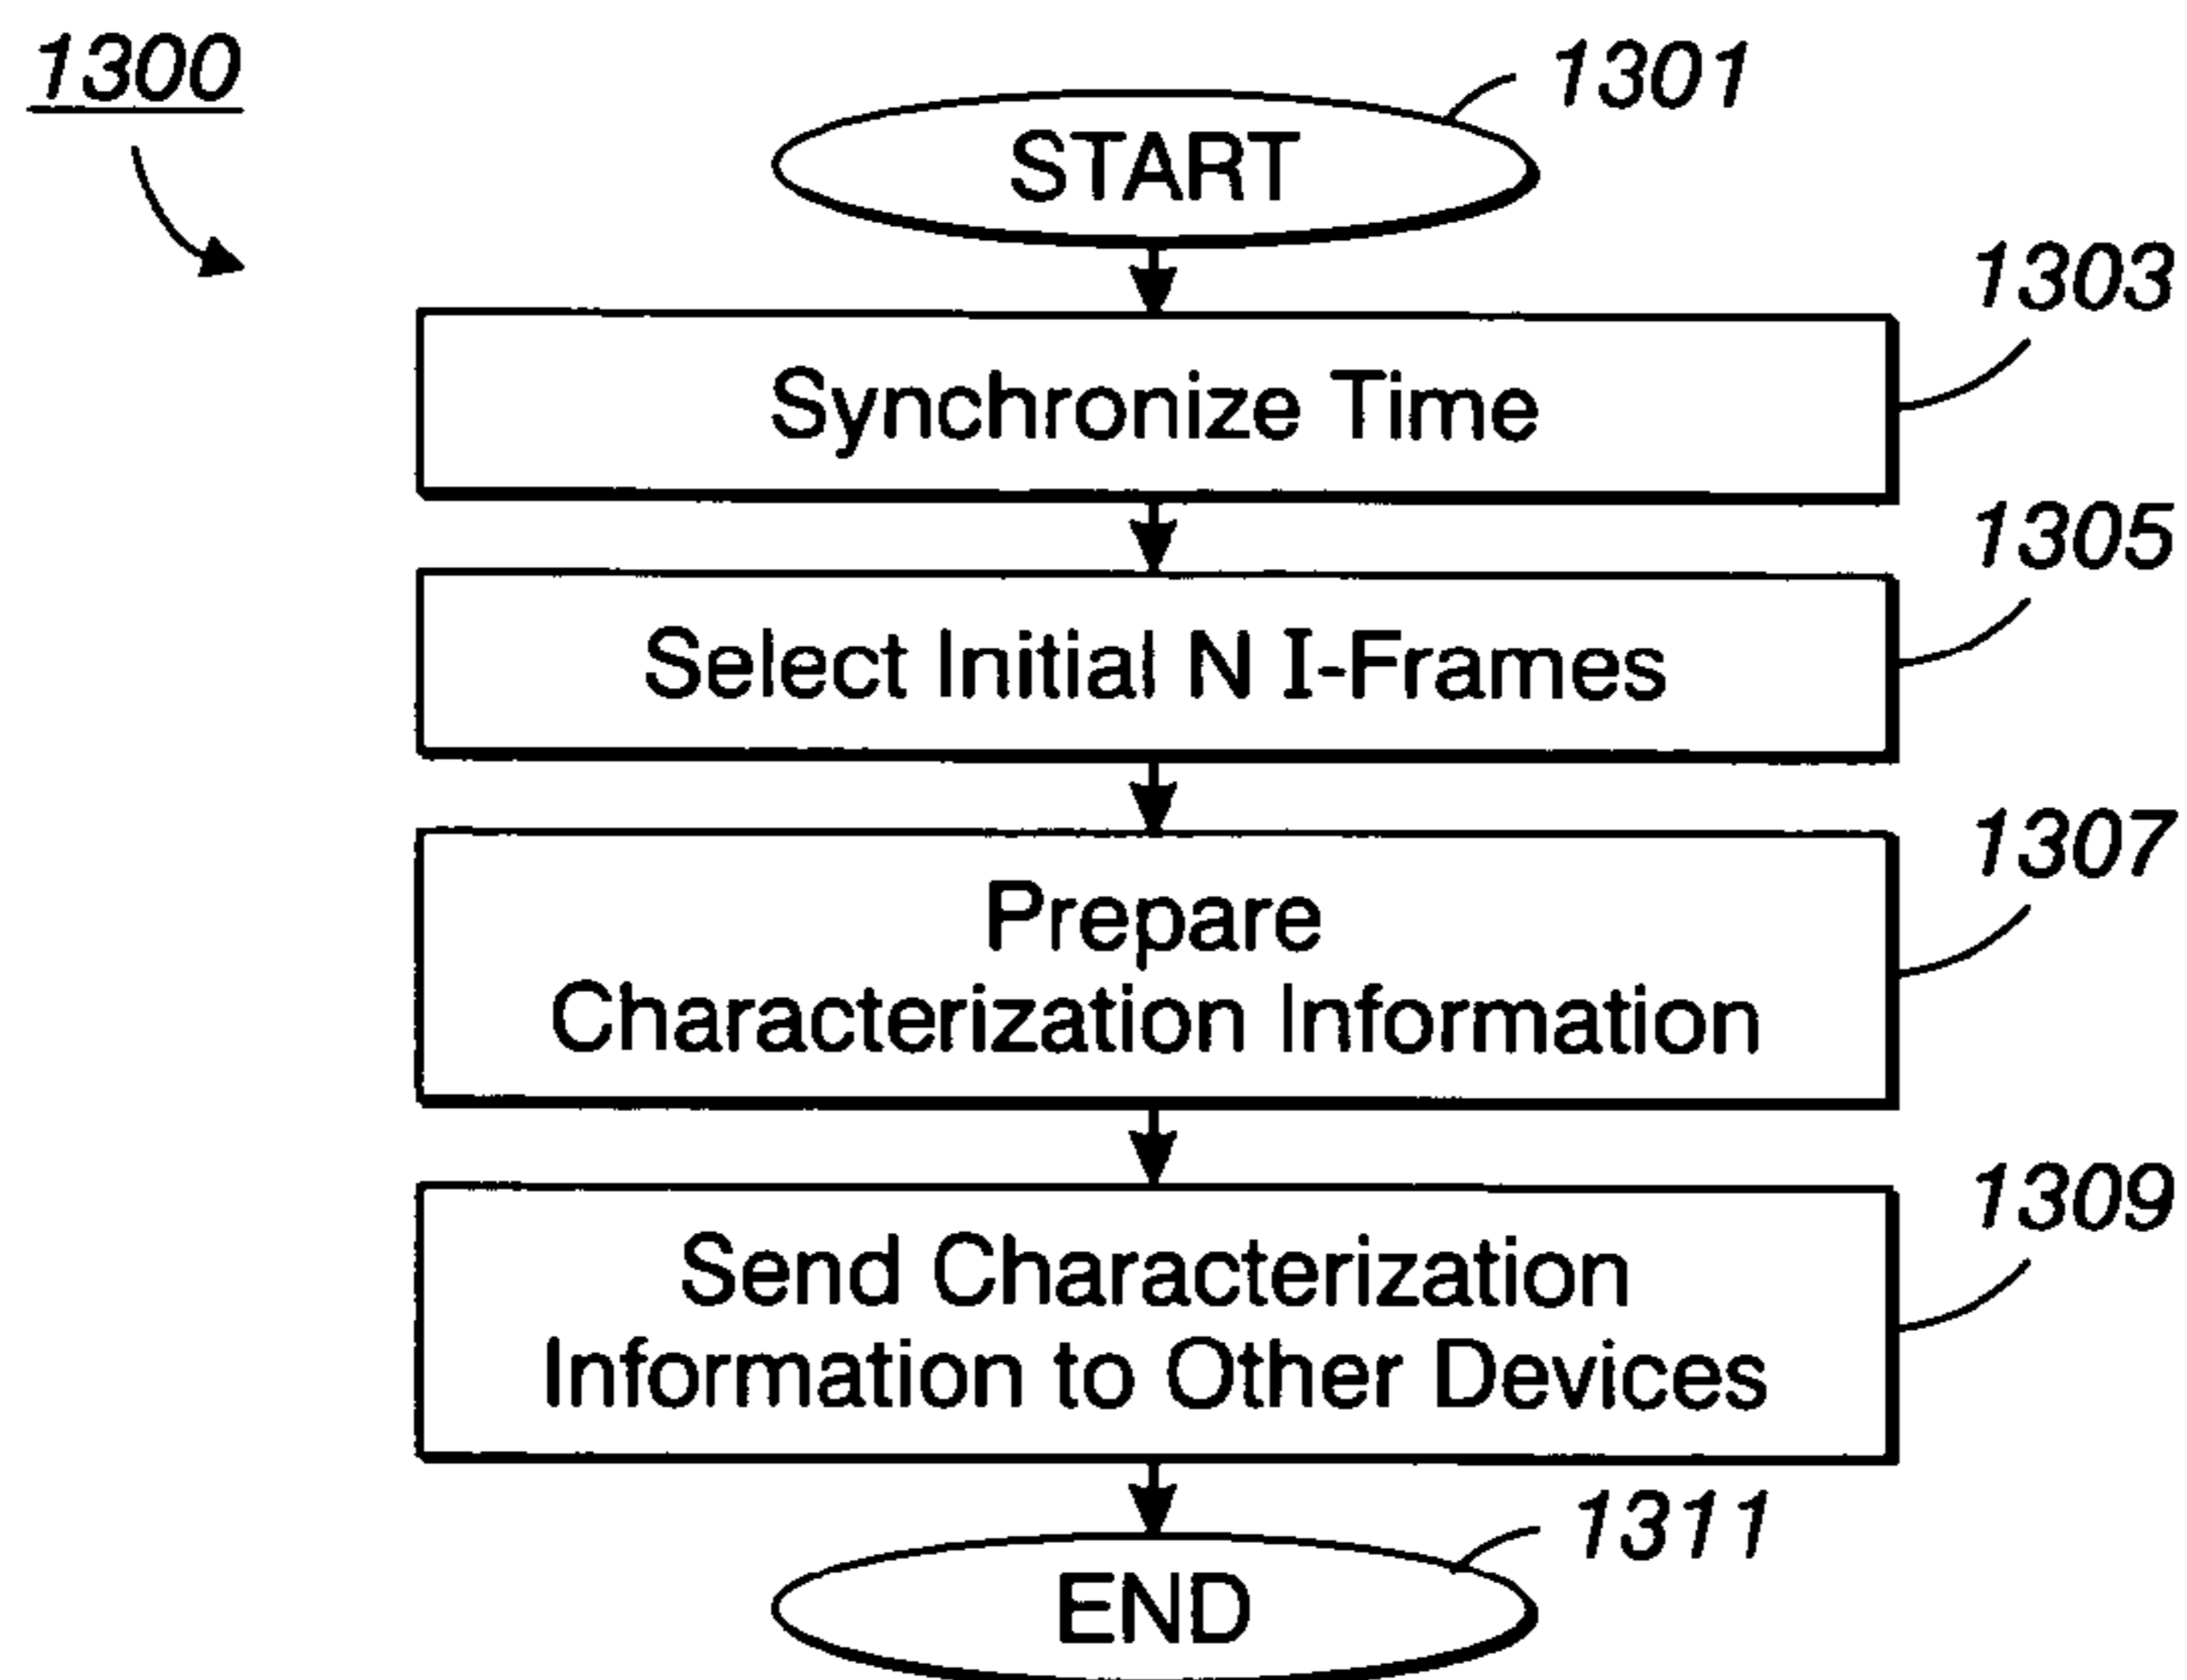 1300
1301
START
1303
Synchronize Time
1305
Select Initial N I-Frames
1307
Prepare
Characterization Information
1309
Send Characterization
Information to Other Devices
1311
END